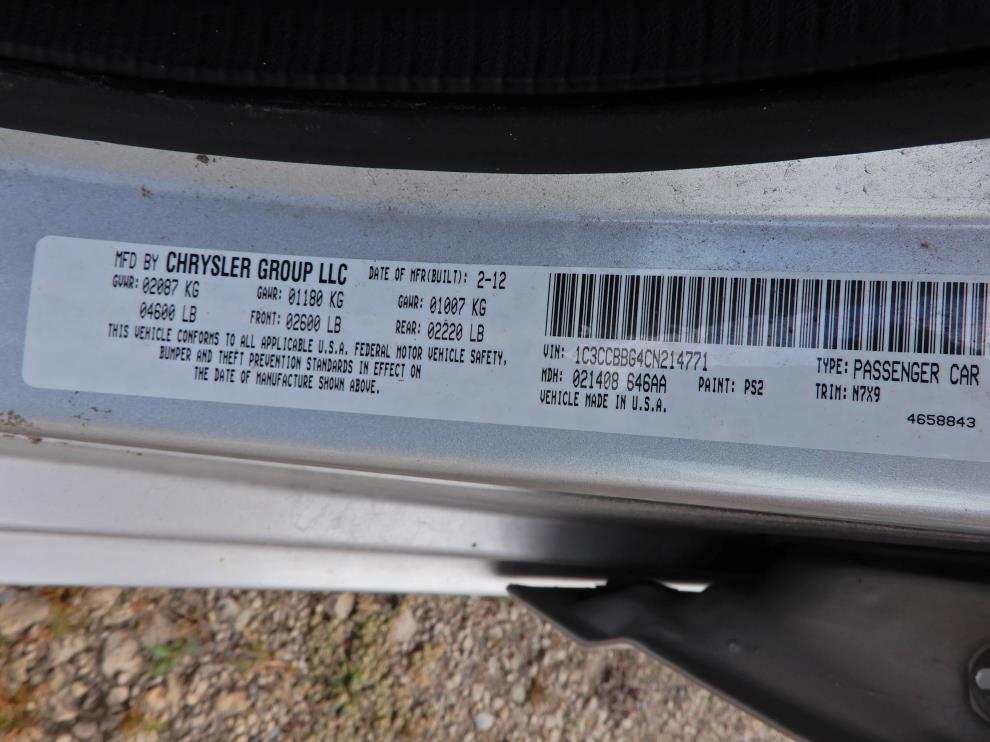 MFD BY CHRYSLER GROUP LLC DATE OF MFR(BUILT): 2-12
GVWR: 02087 KG GAWR: 01180 KG GAWR: 01007 KG
04600 LB FRONT: 02600 LB REAR: 02220 LB
THIS VEHICLE CONFORMS TO ALL APPLICABLE U.S.A. FEDERAL MOTOR VEHICLE SAFETY,
BUMPER AND THEFT PREVENTION STANDARDS IN EFFECT ON
THE DATE OF MANUFACTURE SHOWN ABOVE.
VIN: 1C3CCBBG4CN214771 TYPE: PASSENGER CAR
MDH: 021408 646AA PAINT: PS2 TRIM: N7X9
VEHICLE MADE IN U.S.A.
4658843